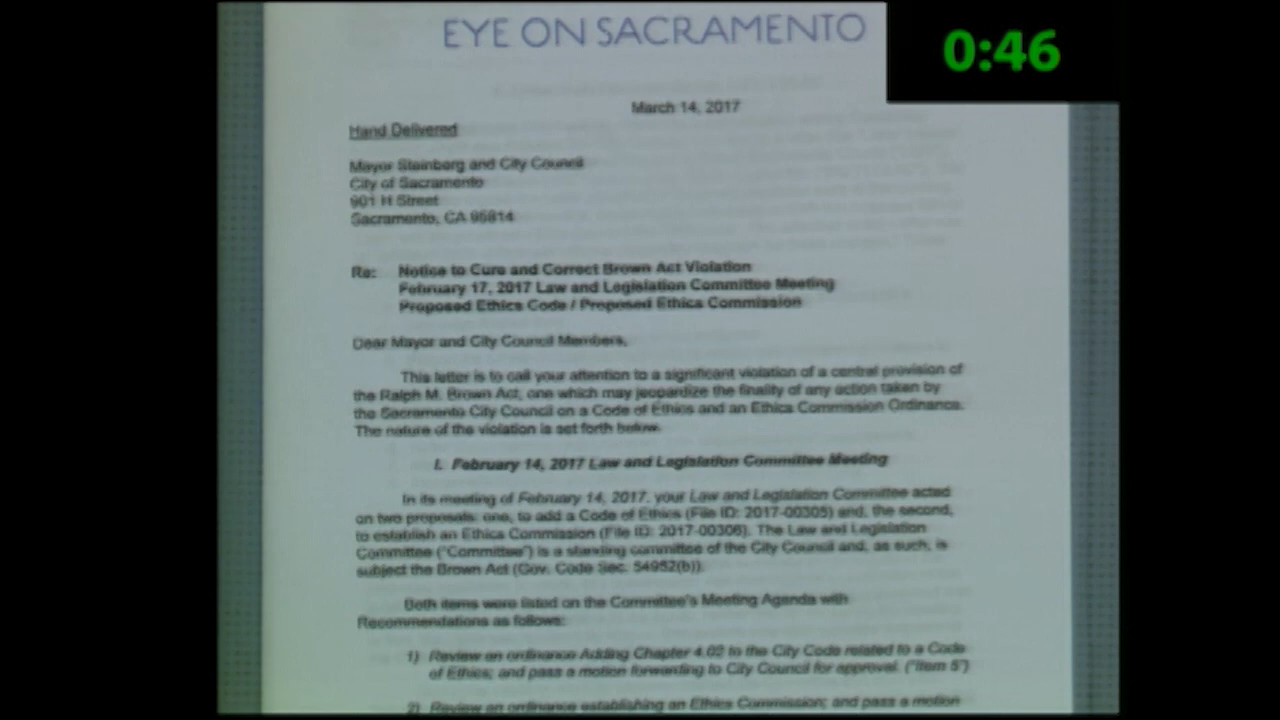 EYE ON SACRAMENTO
0:46
March 14, 2017
Hand Delivered
Mayor Steinberg and City Council
City of Sacramento
901 H Street
Sacramento, CA 95814
Re: Notice to Cure and Correct Brown Act Violation
February 17, 2017 Law and Legislation Committee Meeting
Proposed Ethics Code / Proposed Ethics Commission
Dear Mayor and City Council Members,
This letter is to call your attention to a significant violation of a central provision of
the Ralph M. Brown Act, one which may jeopardize the finality of any action taken by
the Sacramento City Council on a Code of Ethics and an Ethics Commission Ordinance.
The nature of the violation is set forth below.
I. February 14, 2017 Law and Legislation Committee Meeting
In its meeting of February 14, 2017, your Law and Legislation Committee acted
on two proposals: one, to add a Code of Ethics (File ID: 2017-00305) and, the second,
to establish an Ethics Commission (File ID: 2017-00306). The Law and Legislation
Committee ("Committee") is a standing committee of the City Council and, as such, is
subject the Brown Act (Gov. Code Sec. 54952(b)).
Both items were listed on the Committee's Meeting Agenda with
Recommendations as follows:
1) Review an ordinance Adding Chapter 4.02 to the City Code related to a Code
of Ethics; and pass a motion forwarding to City Council for approval. ("Item 5")
2) Review an ordinance establishing an Ethics Commission; and pass a motion